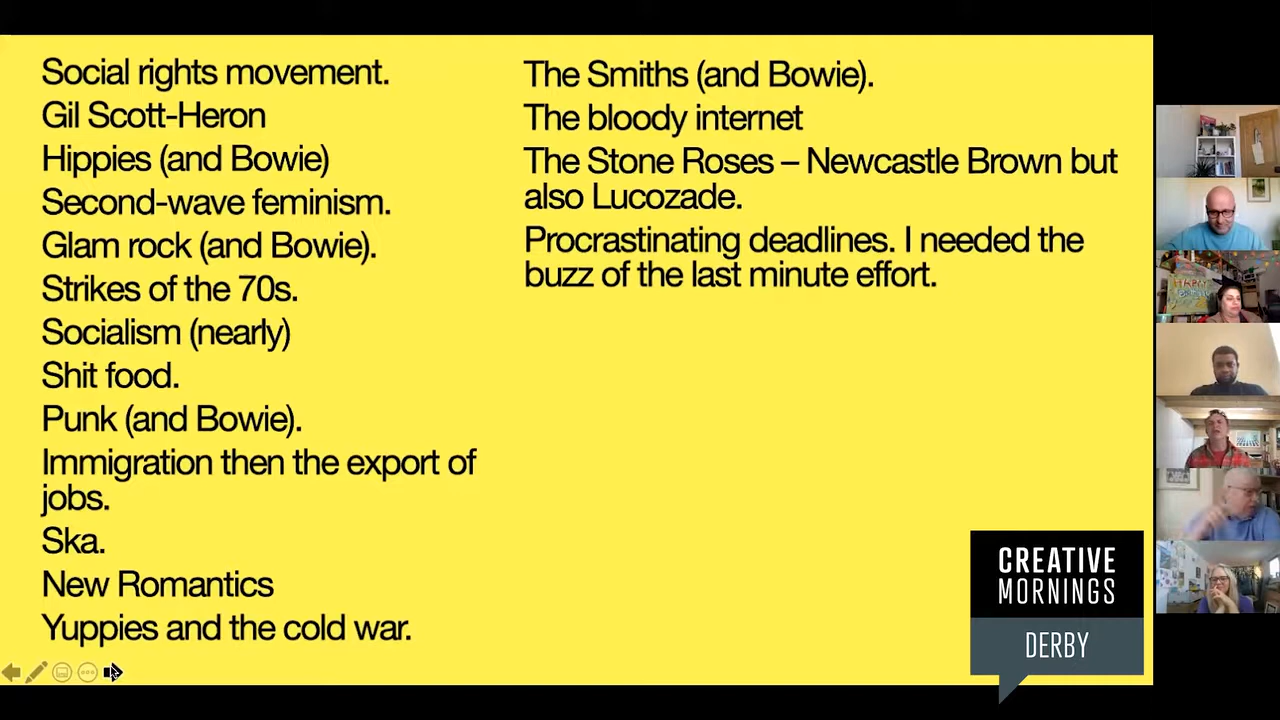 Social rights movement.
Gil Scott-Heron
Hippies (and Bowie)
Second-wave feminism.
Glam rock (and Bowie).
Strikes of the 70s.
Socialism (nearly)
Shit food.
Punk (and Bowie).
Immigration then the export of
jobs.
Ska.
New Romantics
Yuppies and the cold war.
The Smiths (and Bowie).
The bloody internet
The Stone Roses – Newcastle Brown but
also Lucozade.
Procrastinating deadlines. I needed the
buzz of the last minute effort.
CREATIVE
MORNINGS
DERBY